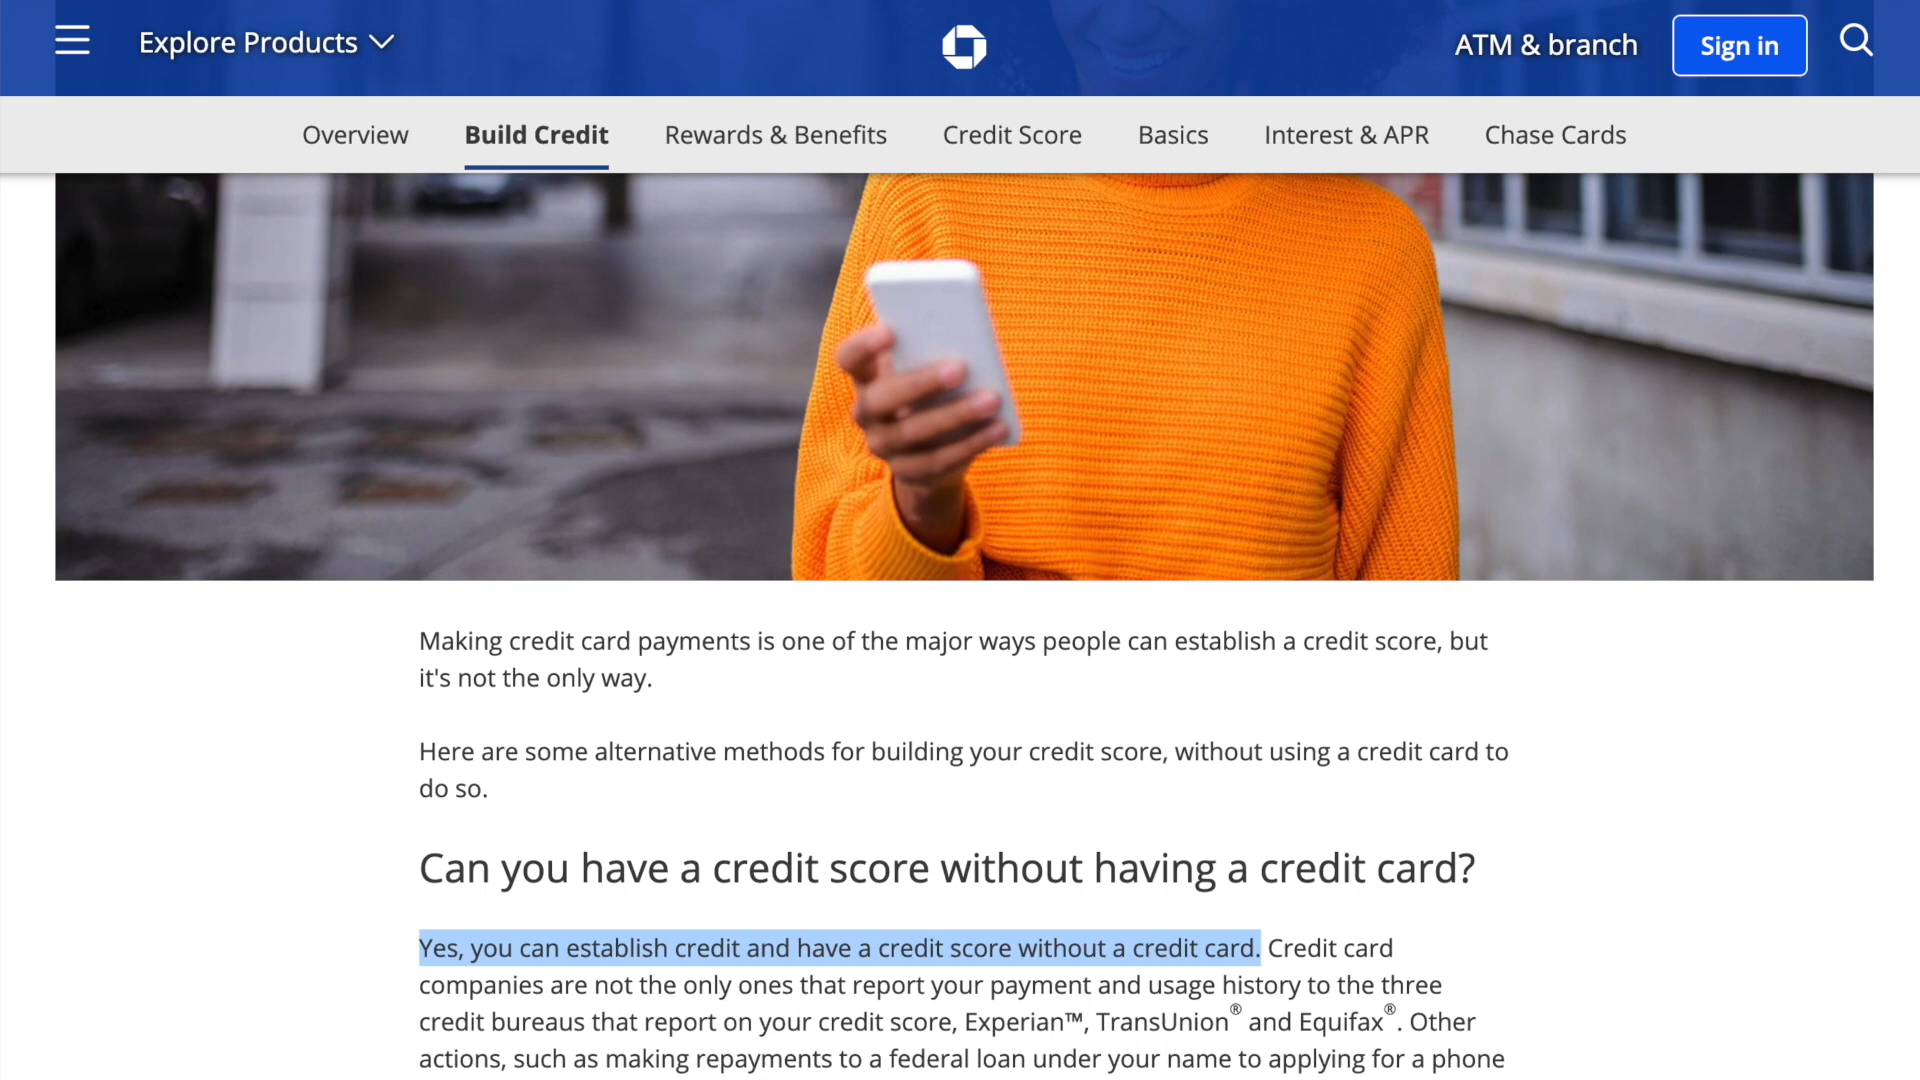 Explore Products
ATM & branch
Sign in
Overview
Build Credit
Rewards & Benefits
Credit Score
Basics
Interest & APR
Chase Cards
Making credit card payments is one of the major ways people can establish a credit score, but
it's not the only way.
Here are some alternative methods for building your credit score, without using a credit card to
do so.
Can you have a credit score without having a credit card?
Yes, you can establish credit and have a credit score without a credit card. Credit card
companies are not the only ones that report your payment and usage history to the three
credit bureaus that report on your credit score, Experian™, TransUnion® and Equifax®. Other
actions, such as making repayments to a federal loan under your name to applying for a phone